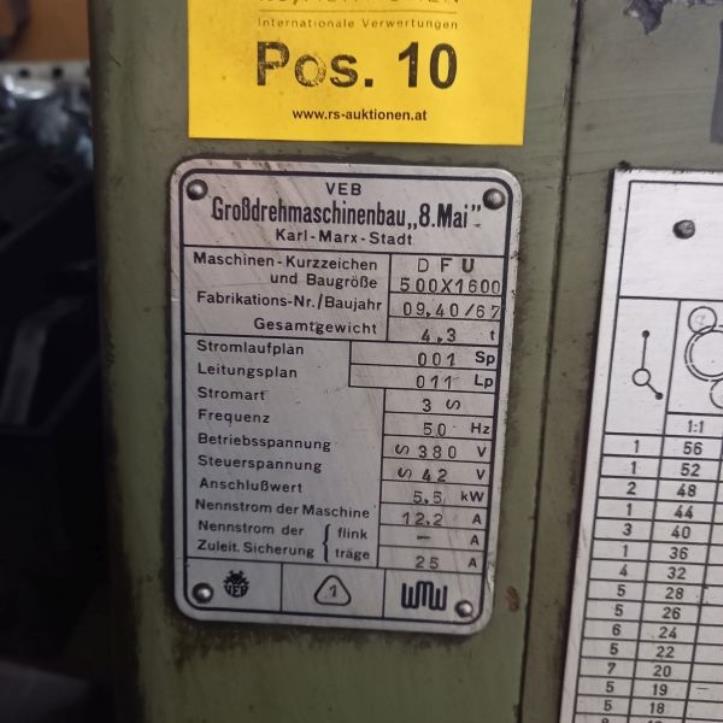 Internationale Verwertungen
Pos. 10
www.rs-auktionen.at
VEB
Großdrehmaschinenbau „8.Mai"
Karl-Marx-Stadt
Maschinen-Kurzzeichen und Baugröße DFU 500X1600
Fabrikations-Nr./Baujahr 09,40/67
Gesamtgewicht 4,3 t
Stromlaufplan 001 Sp
Leitungsplan 011 Lp
Stromart 3 ∽
Frequenz 50 Hz
Betriebsspannung ∽ 380 V
Steuerspannung ∽ 42 V
Anschlußwert 5,5 kW
Nennstrom der Maschine 12,2 A
Nennstrom der Zuleit. Sicherung { flink — A
träge 25 A
1 WMW
1:1
1 56
1 52
2 48
1 44
3 40
1 36
4 32
5 28
5 26
6 24
5 22
7 20
5 19 —
5 18